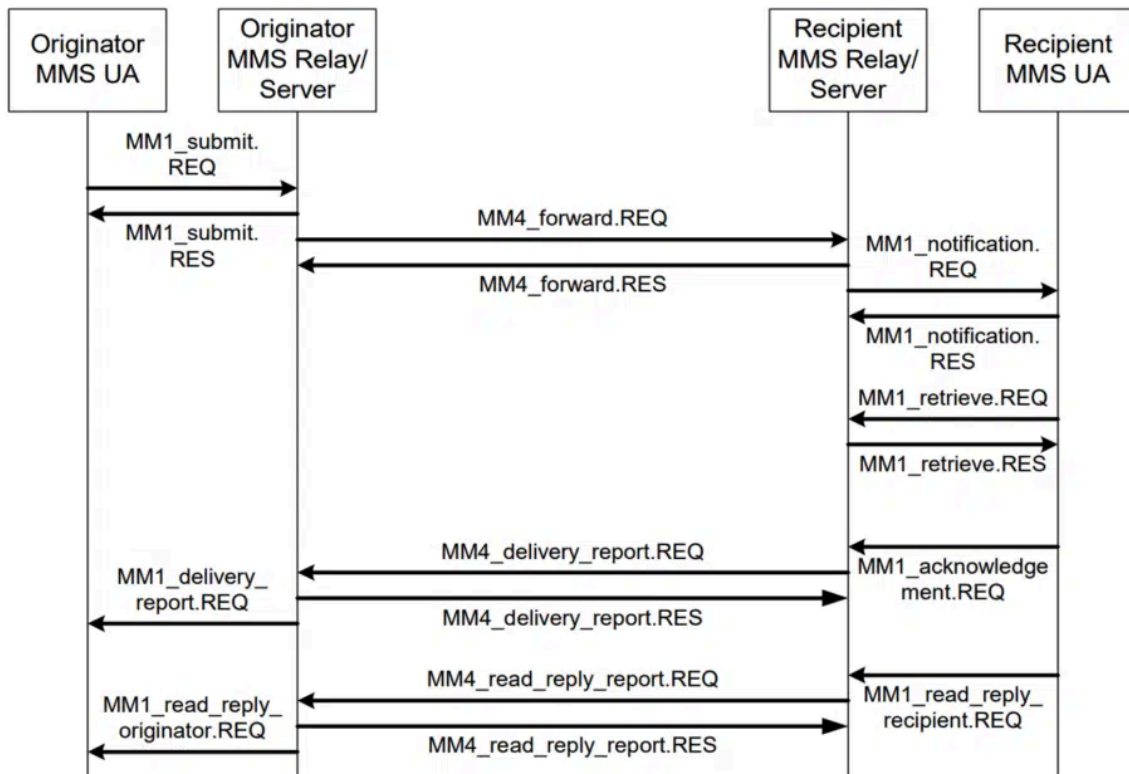 Originator
MMS UA
Originator
MMS Relay/
Server
Recipient
MMS Relay/
Server
Recipient
MMS UA
MM1_submit.
REQ
MM1_submit.
RES
MM4_forward.REQ
MM4_forward.RES
MM1_notification.
REQ
MM1_notification.
RES
MM1_retrieve.REQ
MM1_retrieve.RES
MM4_delivery_report.REQ
MM1_acknowledge
ment.REQ
MM1_delivery_
report.REQ
MM4_delivery_report.RES
MM4_read_reply_report.REQ
MM1_read_reply_
recipient.REQ
MM1_read_reply_
originator.REQ
MM4_read_reply_report.RES